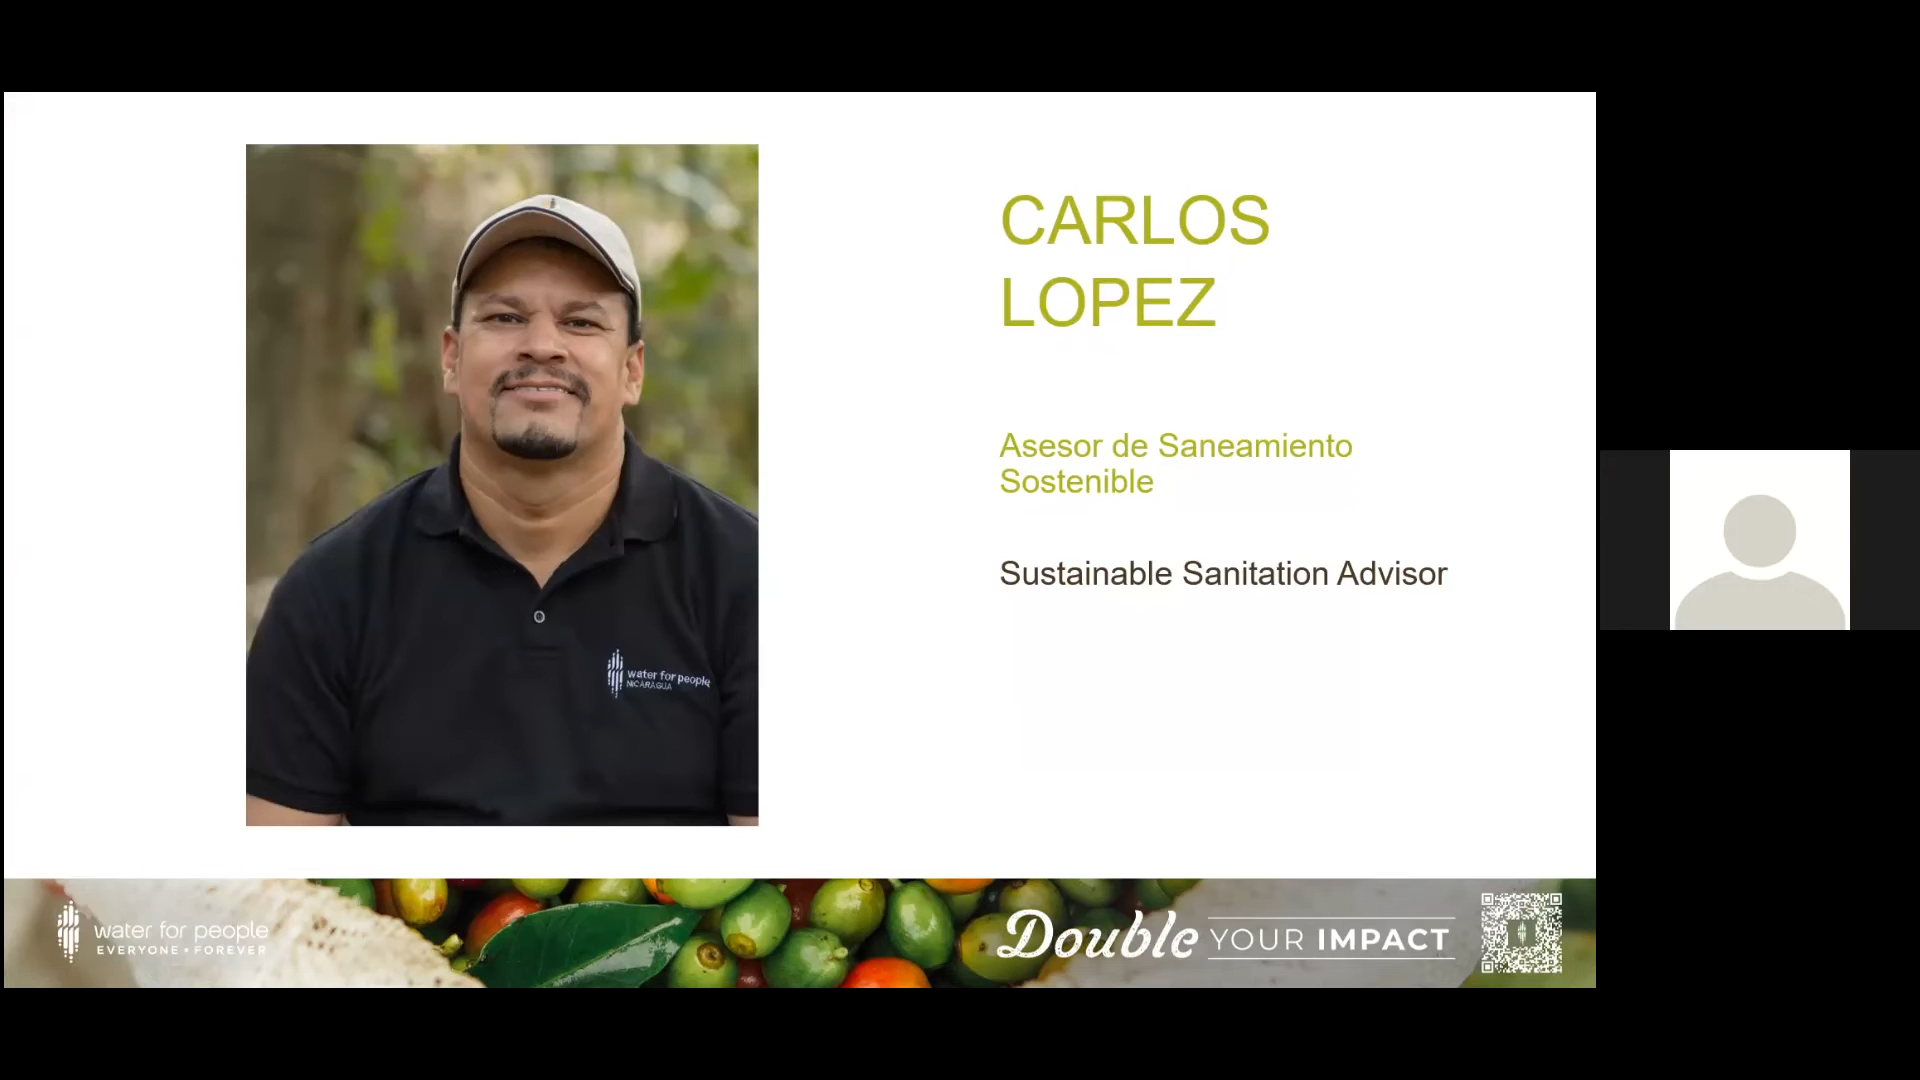 CARLOS
LOPEZ
Asesor de Saneamiento
Sostenible
Sustainable Sanitation Advisor
water for people
NICARAGUA
water for people
EVERYONE • FOREVER
Double YOUR IMPACT